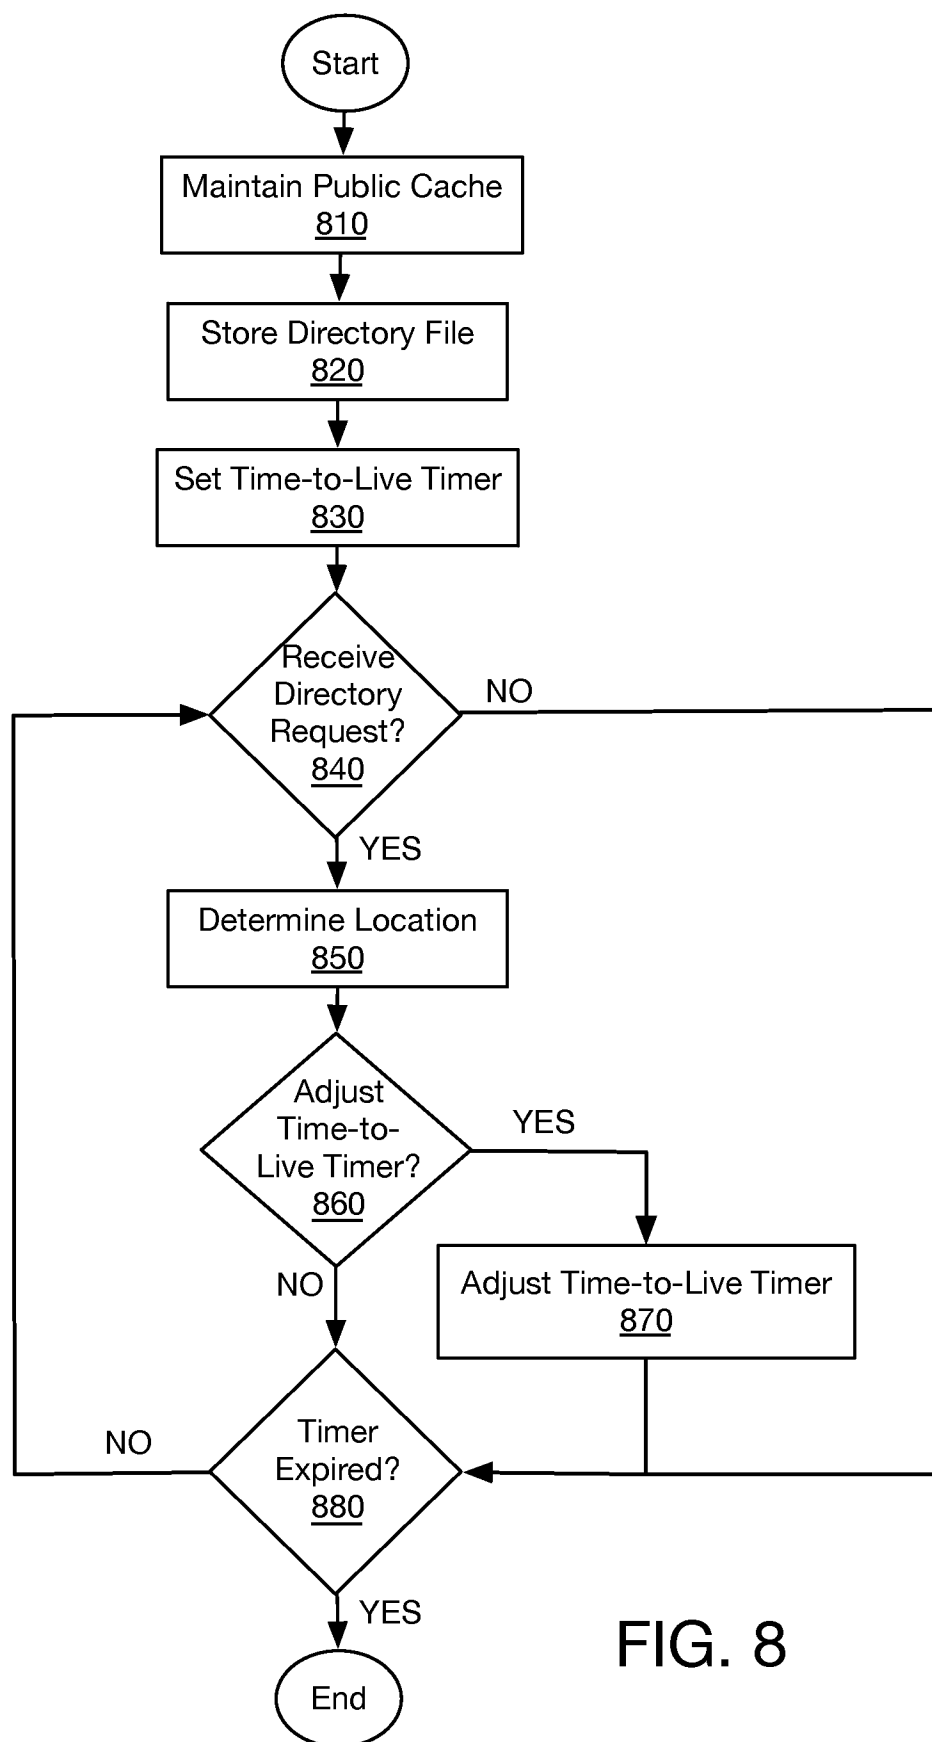 Start
Maintain Public Cache
810
Store Directory File
820
Set Time-to-Live Timer
830
Receive
Directory
Request?
840
NO
YES
Determine Location
850
Adjust
Time-to-
Live Timer?
860
YES
NO
Adjust Time-to-Live Timer
870
Timer
Expired?
880
NO
YES
End
FIG. 8